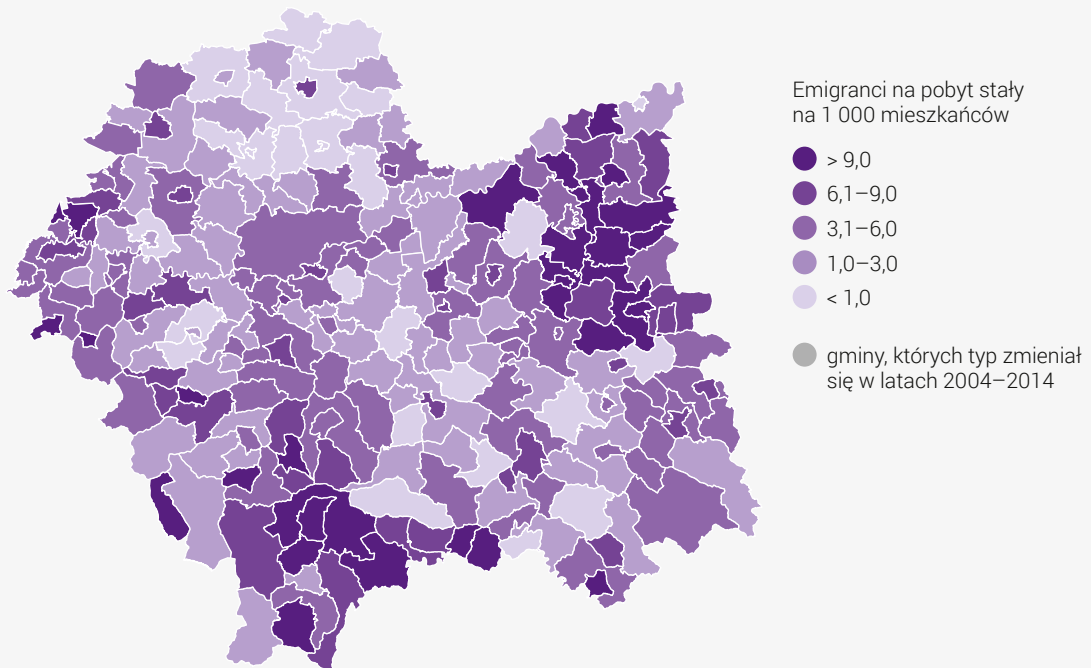 Emigranci na pobyt stały
na 1 000 mieszkańców
> 9,0
6,1–9,0
3,1–6,0
1,0–3,0
< 1,0
gminy, których typ zmieniał
się w latach 2004–2014